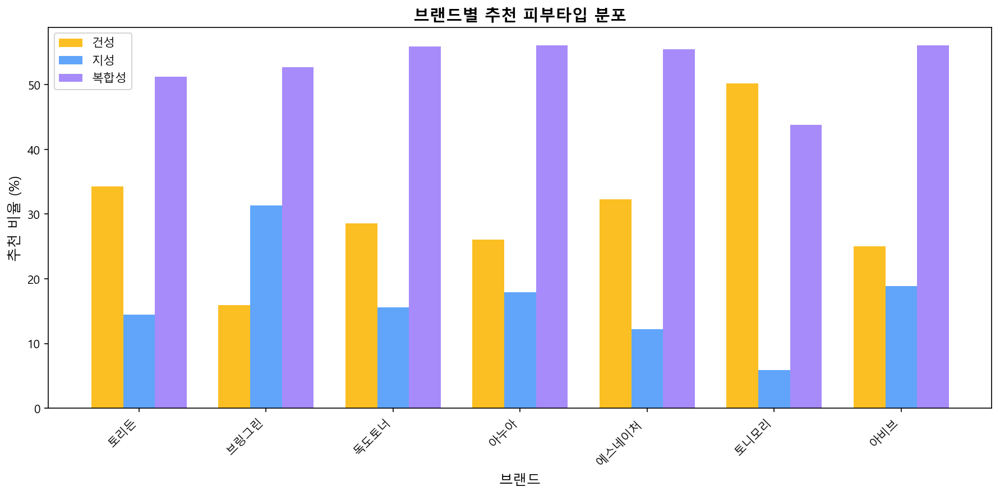 브랜드별 추천 피부타입 분포
건성
지성
복합성
추천 비율 (%)
50
40
30
20
10
0
토리든
브링그린
독도토너
아누아
에스네이처
토니모리
아비브
브랜드